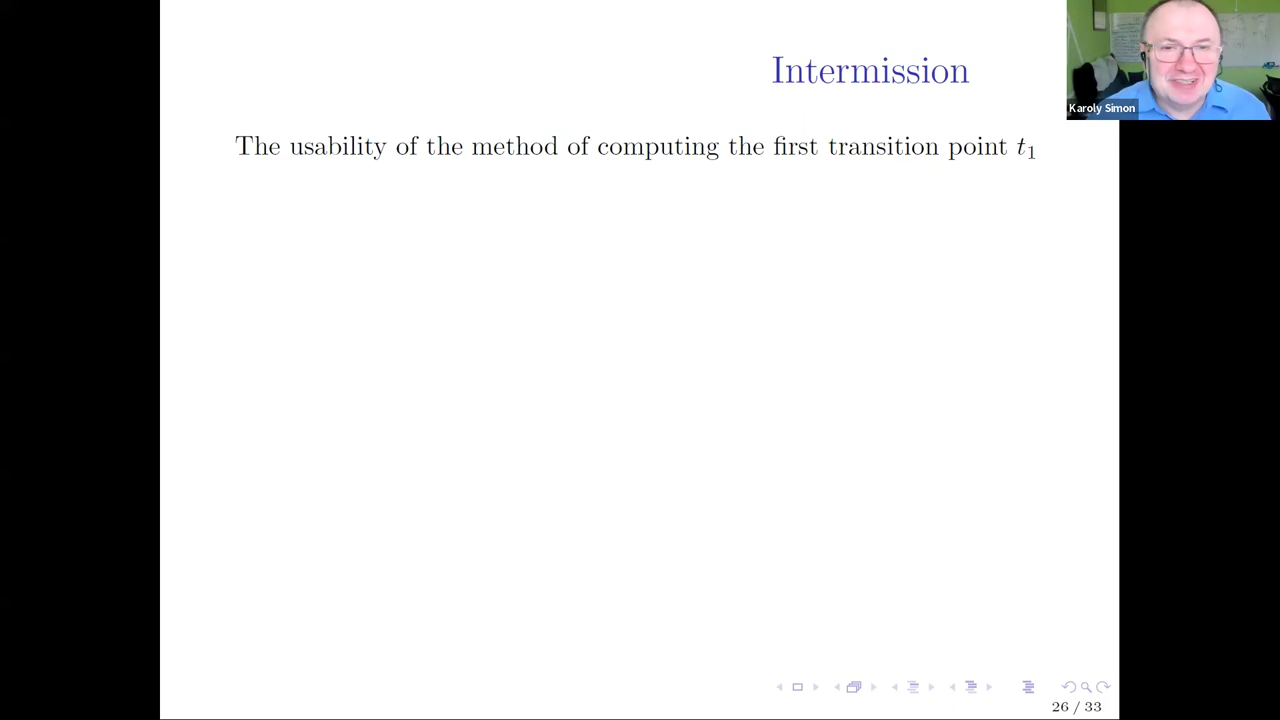 Intermission
Karoly Simon
The usability of the method of computing the first transition point t₁
26 / 33